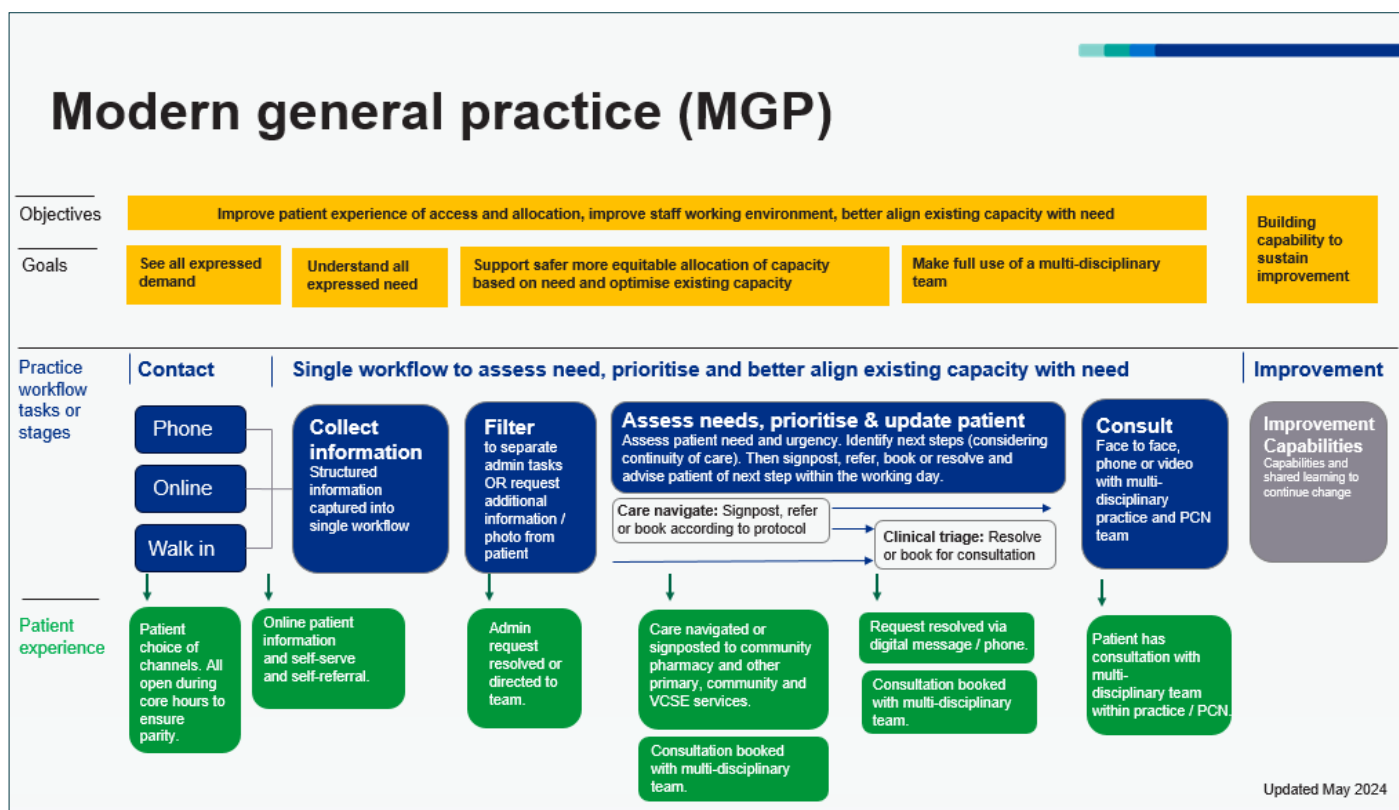 Modern general practice (MGP)
Objectives
Improve patient experience of access and allocation, improve staff working environment, better align existing capacity with need
Building
capability to
sustain
improvement
Goals
See all expressed
demand
Understand all
expressed need
Support safer more equitable allocation of capacity
based on need and optimise existing capacity
Make full use of a multi-disciplinary
team
Practice
workflow
tasks or
stages
Contact
Single workflow to assess need, prioritise and better align existing capacity with need
Improvement
Phone
Online
Walk in
Collect
information
Structured
information
captured into
single workflow
Filter
to separate
admin tasks
OR request
additional
information /
photo from
patient
Assess needs, prioritise & update patient
Assess patient need and urgency. Identify next steps (considering
continuity of care). Then signpost, refer, book or resolve and
advise patient of next step within the working day.
Care navigate: Signpost, refer
or book according to protocol
Clinical triage: Resolve
or book for consultation
Consult
Face to face,
phone or video
with multi-
disciplinary
practice and PCN
team
Improvement
Capabilities
Capabilities and
shared learning to
continue change
Patient
experience
Patient
choice of
channels. All
open during
core hours to
ensure
parity.
Online patient
information
and self-serve
and self-referral.
Admin
request
resolved or
directed to
team.
Care navigated or
signposted to community
pharmacy and other
primary, community and
VCSE services.
Consultation booked
with multi-disciplinary
team.
Request resolved via
digital message / phone.
Consultation booked
with multi-disciplinary
team.
Patient has
consultation with
multi-
disciplinary team
within practice / PCN.
Updated May 2024